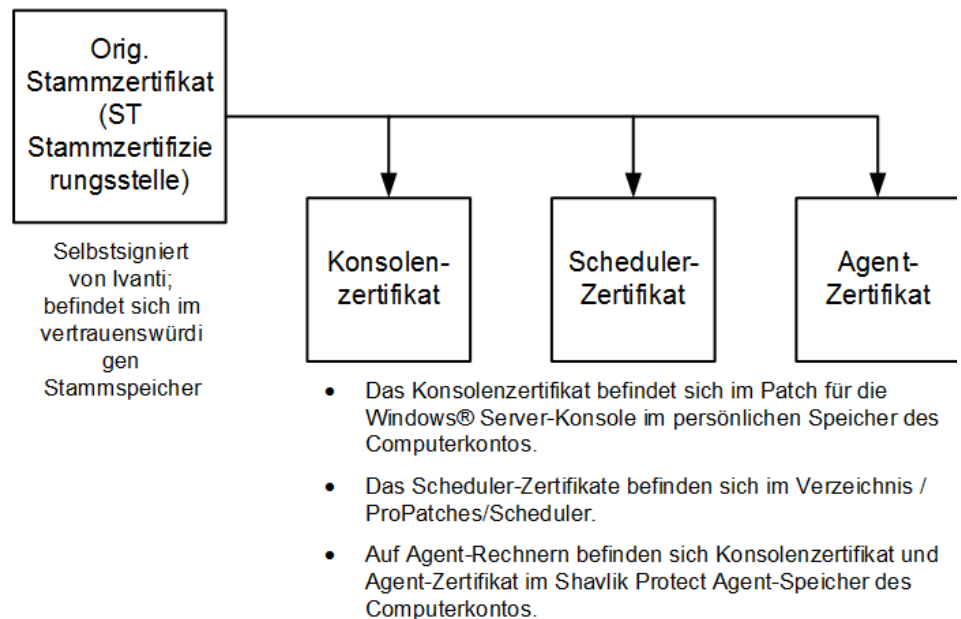 Orig.
Stammzertifikat
(ST
Stammzertifizie
rungsstelle)
Selbstsigniert
von Ivanti;
befindet sich im
vertrauenswürdi
gen
Stammspeicher
Konsolen-
zertifikat
Scheduler-
Zertifikat
Agent-
Zertifikat
• Das Konsolenzertifikat befindet sich im Patch für die
Windows® Server-Konsole im persönlichen Speicher des
Computerkontos.
• Das Scheduler-Zertifikate befinden sich im Verzeichnis /
ProPatches/Scheduler.
• Auf Agent-Rechnern befinden sich Konsolenzertifikat und
Agent-Zertifikat im Shavlik Protect Agent-Speicher des
Computerkontos.